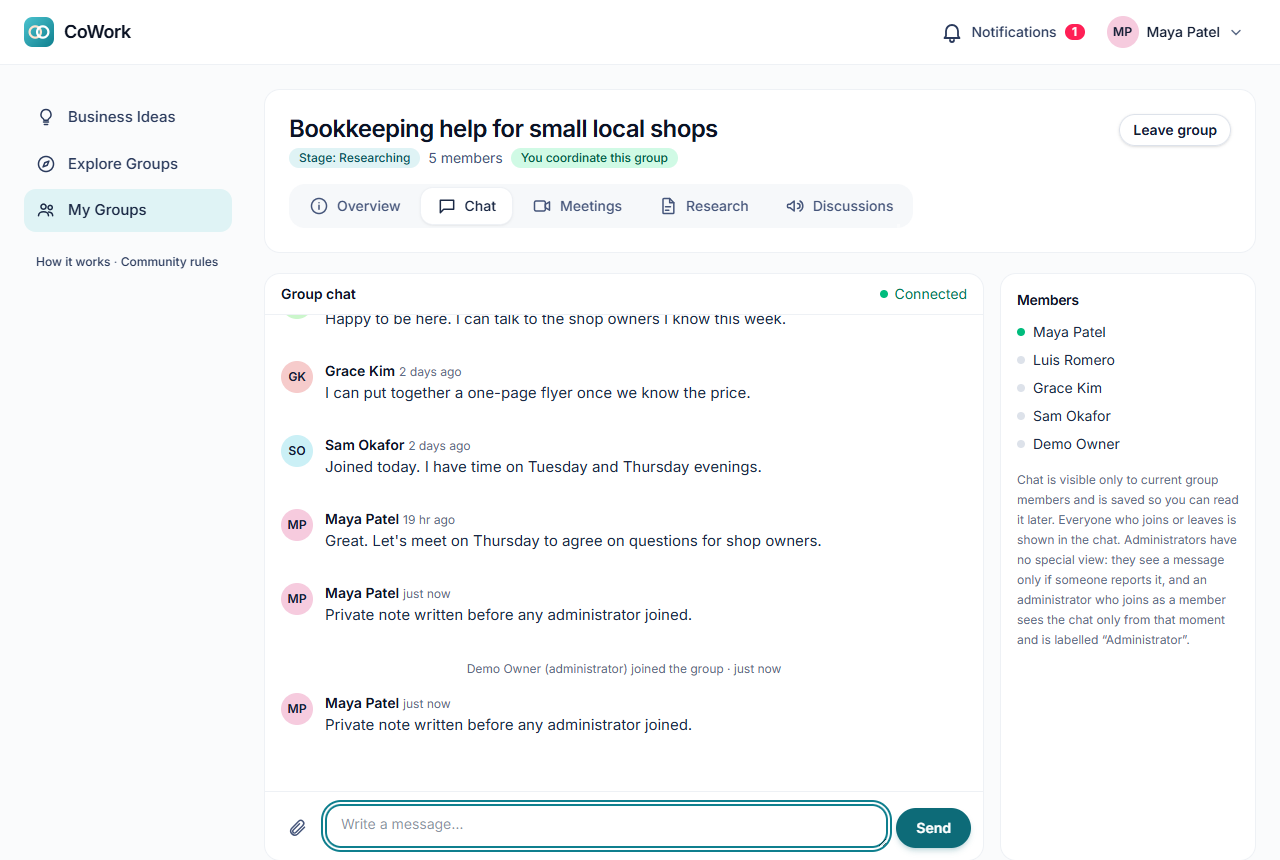 CoWork
Notifications 1
MP Maya Patel
Business Ideas
Explore Groups
My Groups
How it works · Community rules
Bookkeeping help for small local shops
Leave group
Stage: Researching 5 members You coordinate this group
Overview Chat Meetings Research Discussions
Group chat Connected
Happy to be here. I can talk to the shop owners I know this week.
GK Grace Kim 2 days ago
I can put together a one-page flyer once we know the price.
SO Sam Okafor 2 days ago
Joined today. I have time on Tuesday and Thursday evenings.
MP Maya Patel 19 hr ago
Great. Let's meet on Thursday to agree on questions for shop owners.
MP Maya Patel just now
Private note written before any administrator joined.
Demo Owner (administrator) joined the group · just now
MP Maya Patel just now
Private note written before any administrator joined.
Write a message...
Send
Members
Maya Patel
Luis Romero
Grace Kim
Sam Okafor
Demo Owner
Chat is visible only to current group
members and is saved so you can read
it later. Everyone who joins or leaves is
shown in the chat. Administrators have
no special view: they see a message
only if someone reports it, and an
administrator who joins as a member
sees the chat only from that moment
and is labelled “Administrator”.